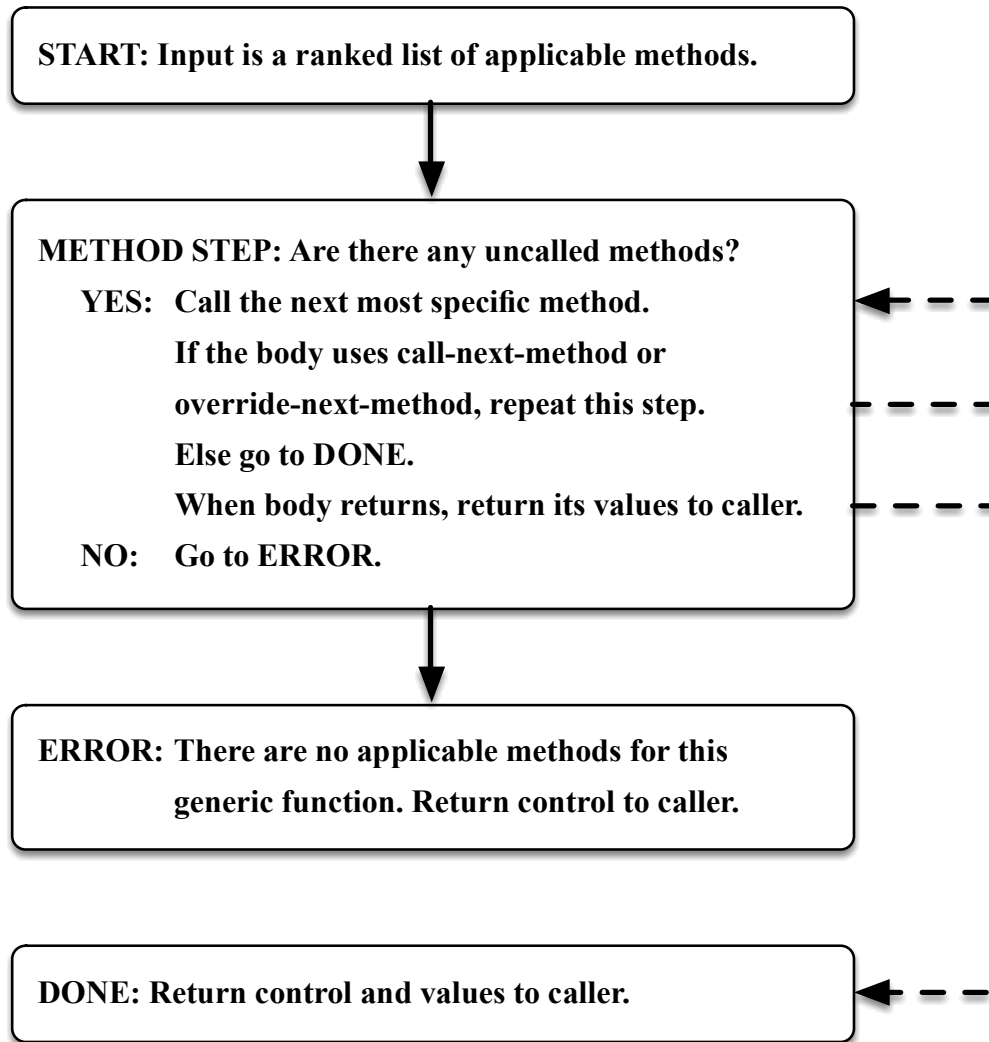 START: Input is a ranked list of applicable methods.
METHOD STEP: Are there any uncalled methods?
YES: Call the next most specific method.
If the body uses call-next-method or
override-next-method, repeat this step.
Else go to DONE.
When body returns, return its values to caller.
NO: Go to ERROR.
ERROR: There are no applicable methods for this
generic function. Return control to caller.
DONE: Return control and values to caller.